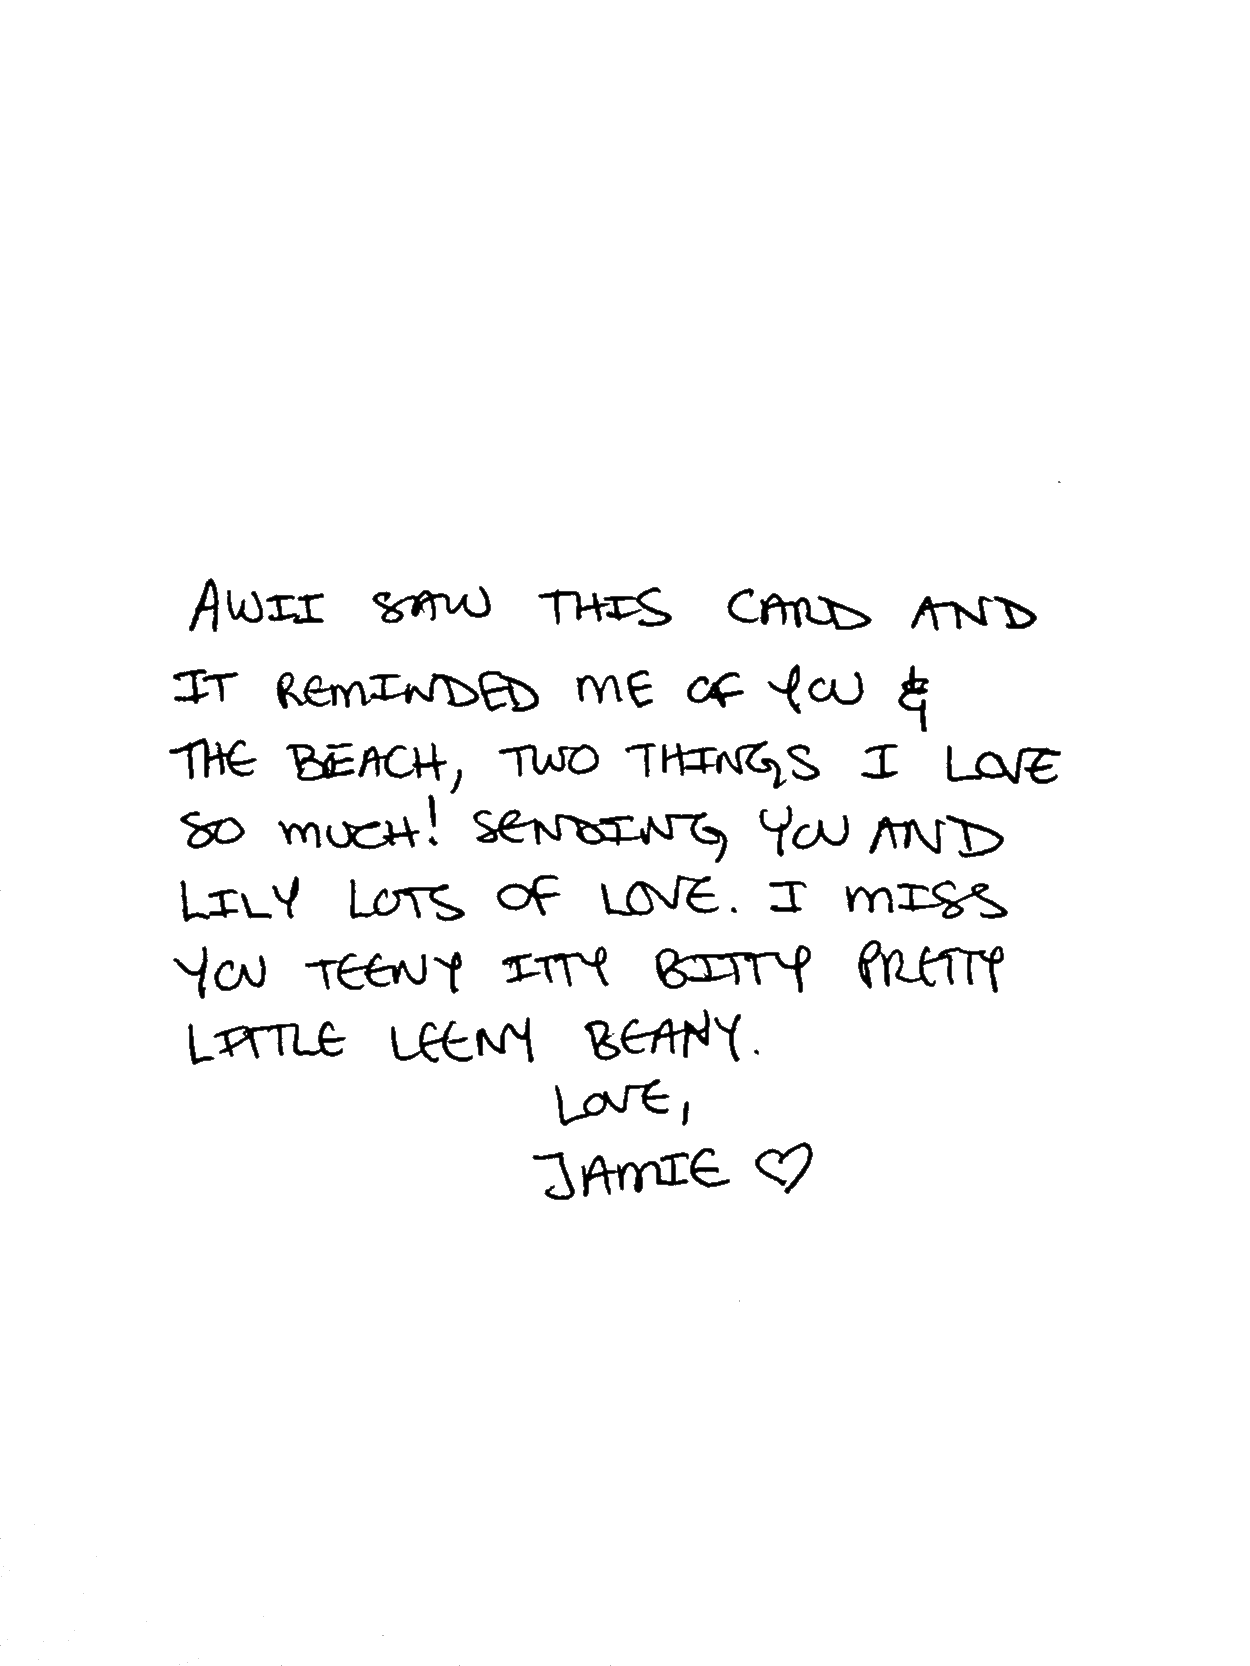 AWII SAW THIS CARD AND
IT REMINDED ME OF YOU &
THE BEACH, TWO THINGS I LOVE
SO MUCH! SENDING YOU AND
LILY LOTS OF LOVE. I MISS
YOU TEENY ITTY BITTY PRETTY
LITTLE LEENY BEANY.
LOVE,
JAMIE ♡